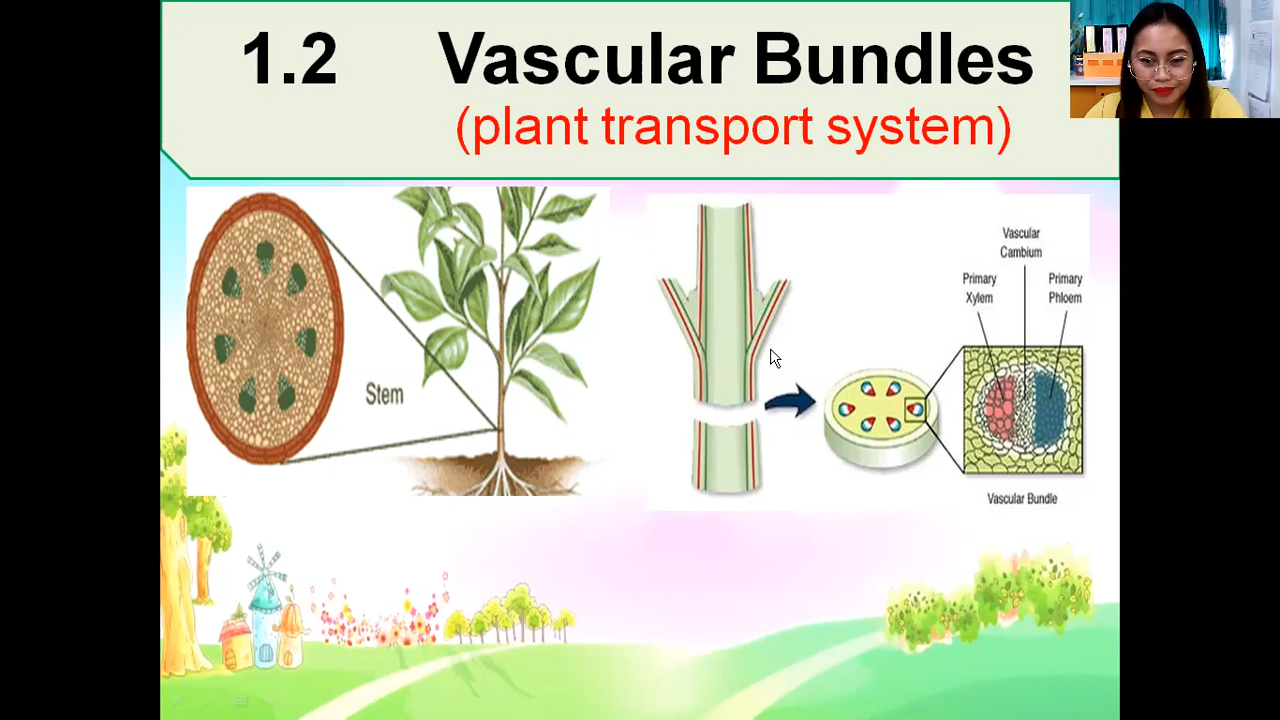 1.2 Vascular Bundles
(plant transport system)
Stem
Vascular
Cambium
Primary
Xylem
Primary
Phloem
Vascular Bundle